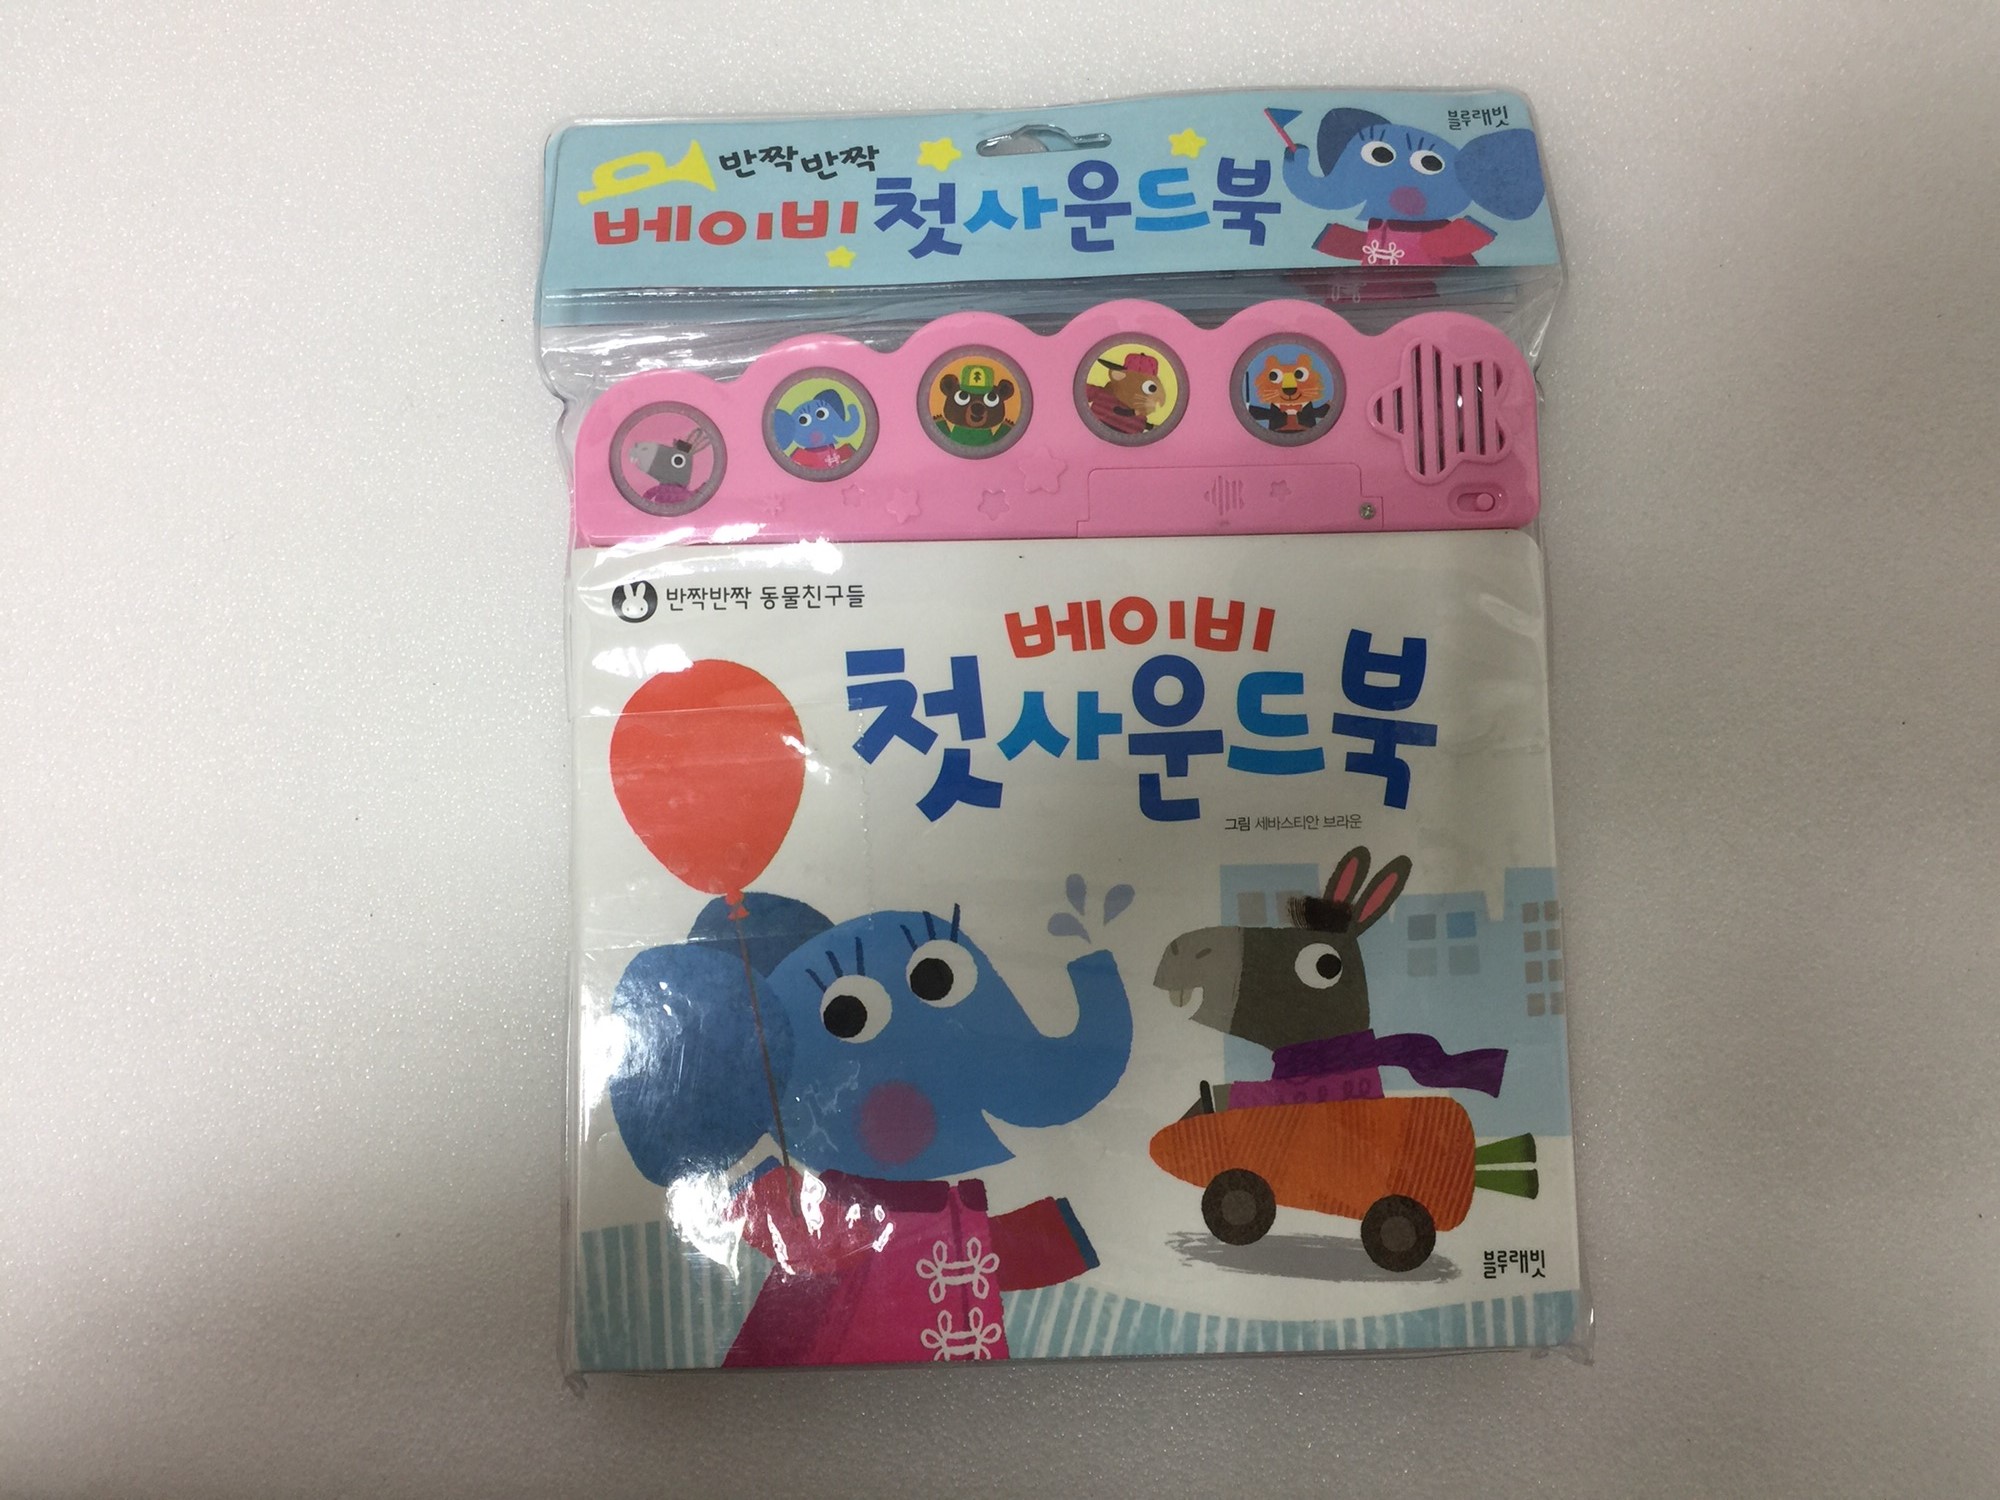 반짝반짝
블루래빗
베이비 첫사운드북
반짝반짝 동물친구들
베이비
첫사운드북
그림 세바스티안 브라운
블루래빗